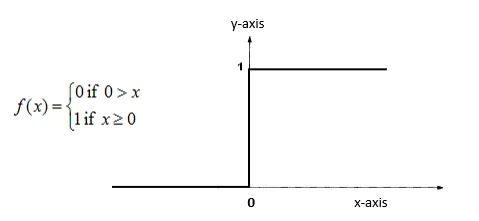 y-axis
1
f(x) = {0 if 0 > x
1 if x ≥ 0
0
x-axis